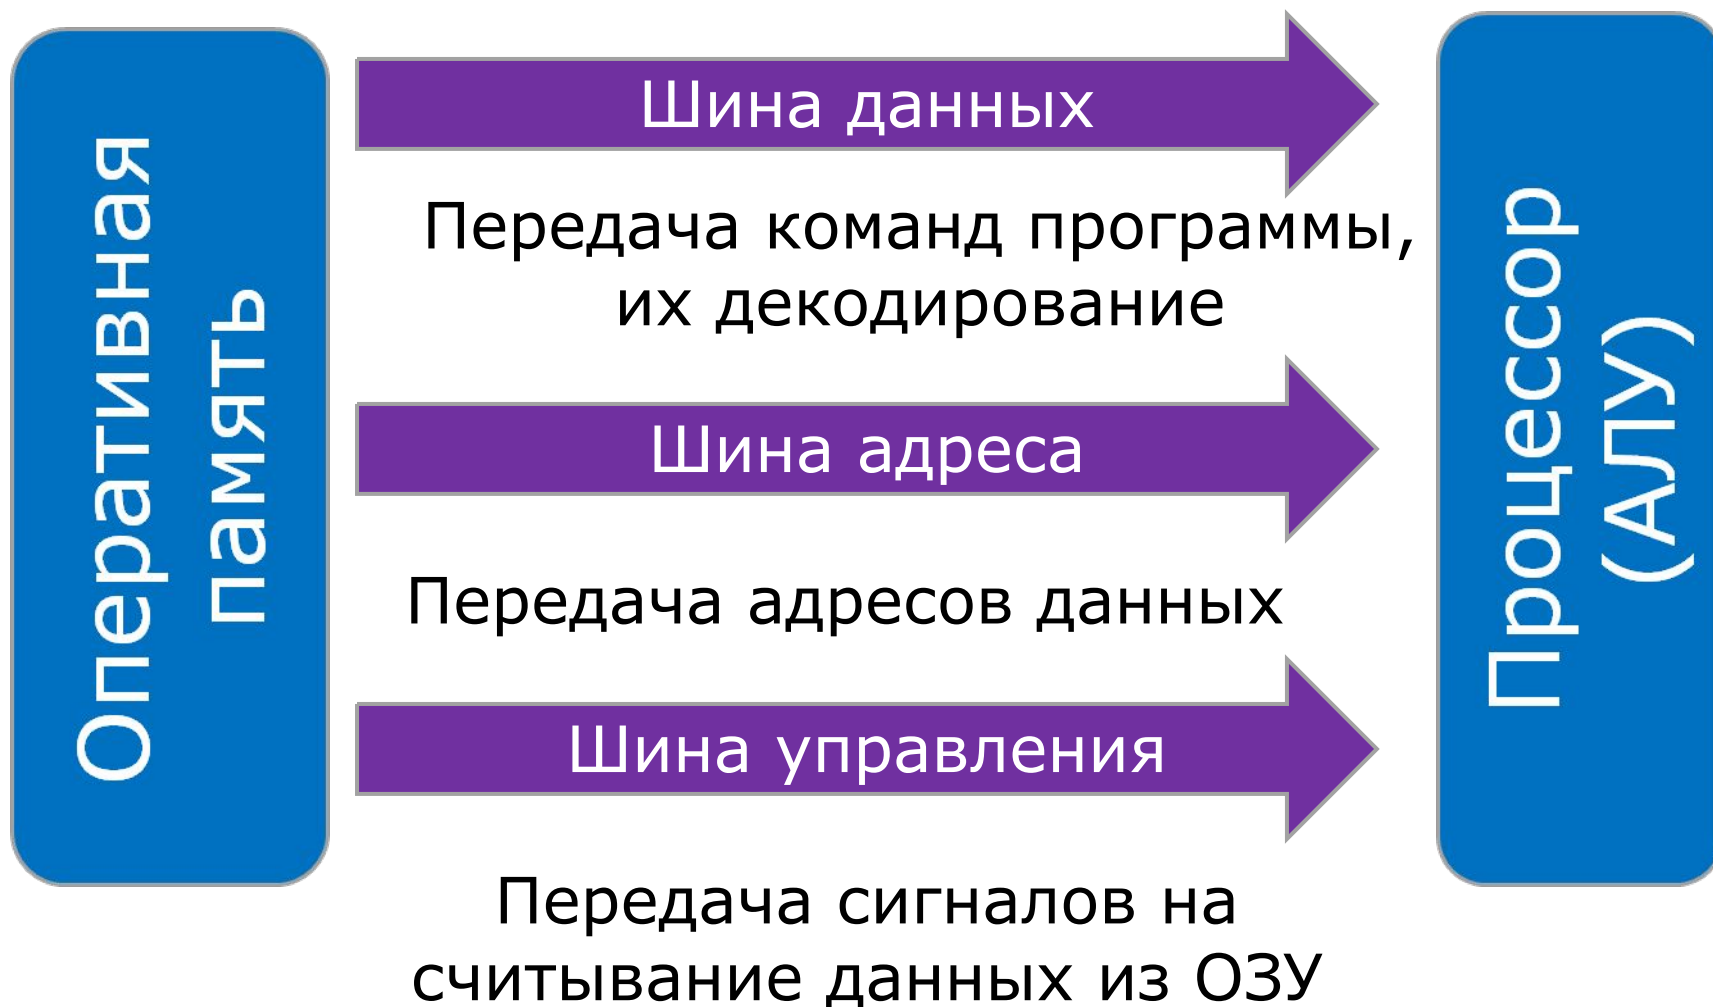 Оперативная
память
Шина данных
Передача команд программы,
их декодирование
Шина адреса
Передача адресов данных
Шина управления
Передача сигналов на
считывание данных из ОЗУ
Процессор
(АЛУ)